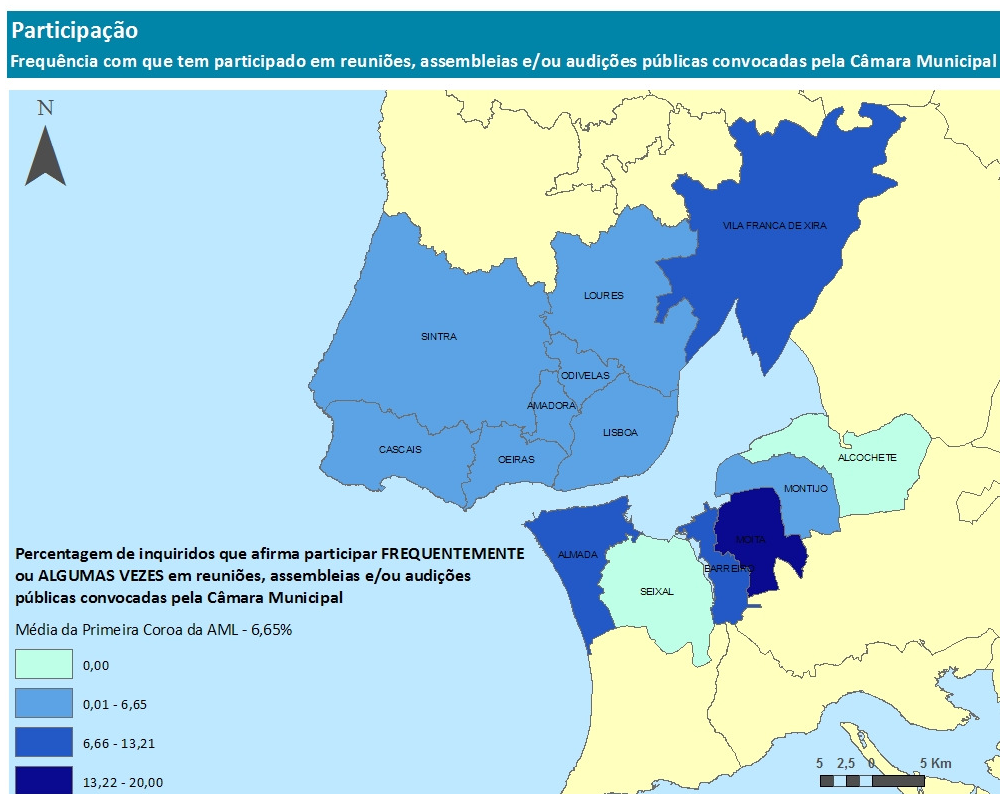 Participação
Frequência com que tem participado em reuniões, assembleias e/ou audições públicas convocadas pela Câmara Municipal
N
VILA FRANCA DE XIRA
LOURES
SINTRA
ODIVELAS
AMADORA
LISBOA
CASCAIS
OEIRAS
ALCOCHETE
MONTIJO
MOITA
ALMADA
BARREIRO
SEIXAL
Percentagem de inquiridos que afirma participar FREQUENTEMENTE
ou ALGUMAS VEZES em reuniões, assembleias e/ou audições
públicas convocadas pela Câmara Municipal
Média da Primeira Coroa da AML - 6,65%
0,00
0,01 - 6,65
6,66 - 13,21
13,22 - 20,00
5 2,5 0 5 Km